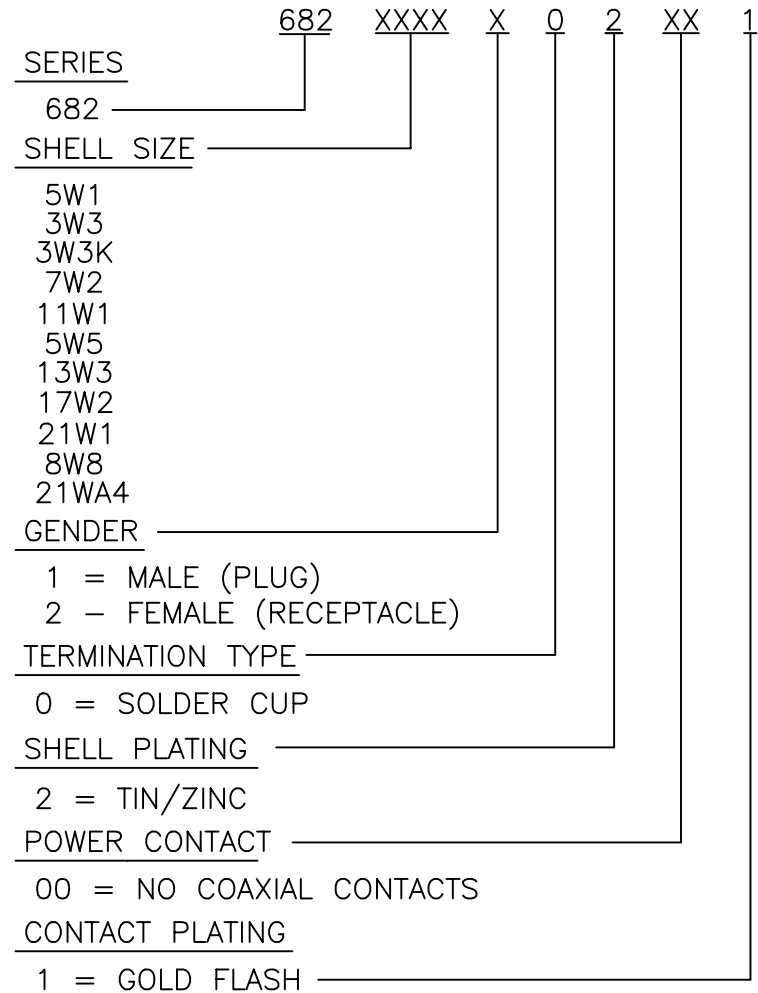 682 XXXX X 0 2 XX 1
SERIES
682
SHELL SIZE
5W1
3W3
3W3K
7W2
11W1
5W5
13W3
17W2
21W1
8W8
21WA4
GENDER
1 = MALE (PLUG)
2 – FEMALE (RECEPTACLE)
TERMINATION TYPE
0 = SOLDER CUP
SHELL PLATING
2 = TIN/ZINC
POWER CONTACT
00 = NO COAXIAL CONTACTS
CONTACT PLATING
1 = GOLD FLASH